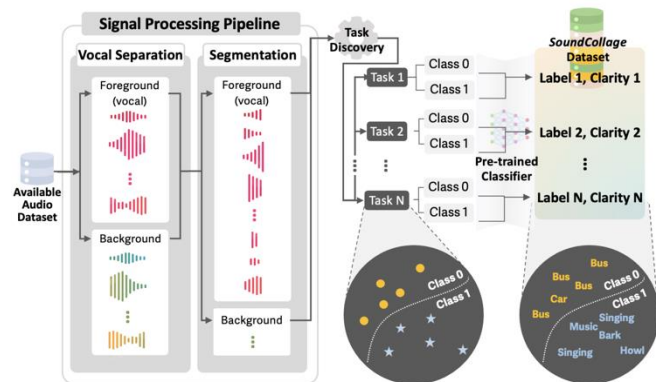 Signal Processing Pipeline
Vocal Separation
Segmentation
Foreground
(vocal)
Background
Foreground
(vocal)
Background
Available
Audio Dataset
Task
Discovery
Task 1
Class 0
Class 1
Task 2
Class 0
Class 1
Task N
Class 0
Class 1
Pre-trained
Classifier
SoundCollage
Dataset
Label 1, Clarity 1
Label 2, Clarity 2
Label N, Clarity N
Class 0
Class 1
Bus
Bus
Bus
Car
Bus
Class 0
Class 1
Singing
Music
Bark
Singing
Howl